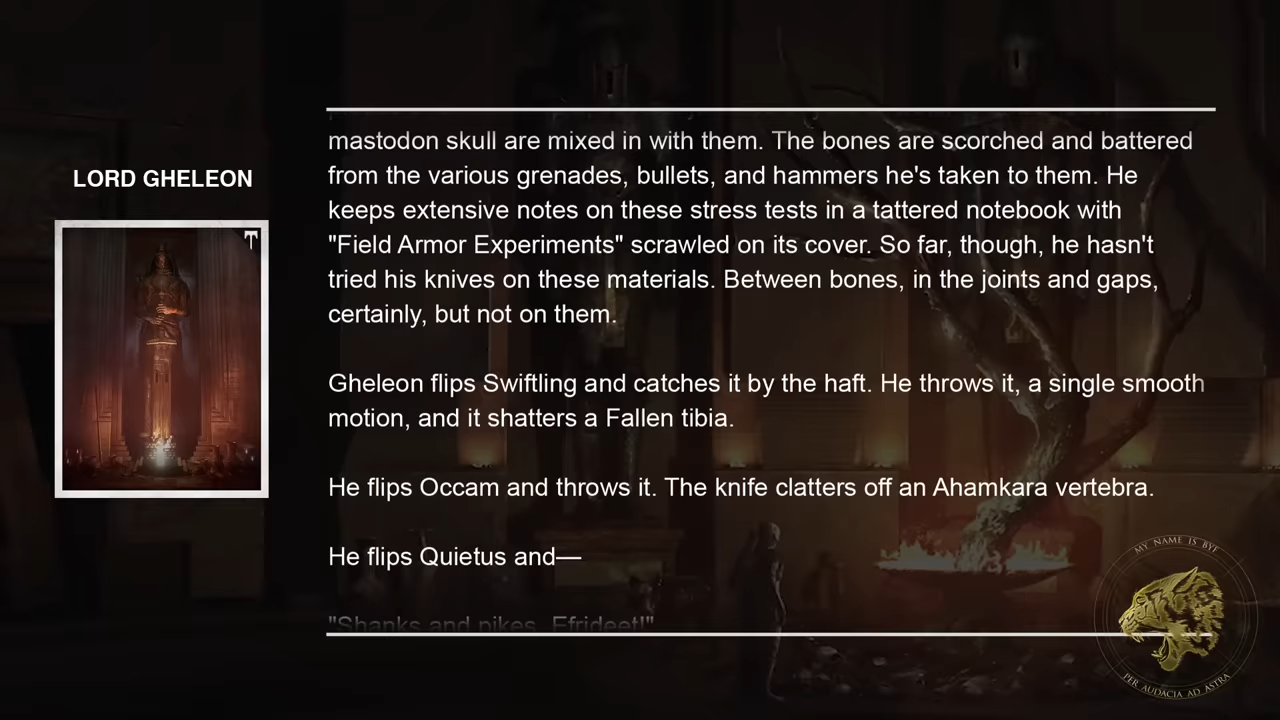 LORD GHELEON
mastodon skull are mixed in with them. The bones are scorched and battered
from the various grenades, bullets, and hammers he's taken to them. He
keeps extensive notes on these stress tests in a tattered notebook with
"Field Armor Experiments" scrawled on its cover. So far, though, he hasn't
tried his knives on these materials. Between bones, in the joints and gaps,
certainly, but not on them.
Gheleon flips Swiftling and catches it by the haft. He throws it, a single smooth
motion, and it shatters a Fallen tibia.
He flips Occam and throws it. The knife clatters off an Ahamkara vertebra.
He flips Quietus and—
"Shanks and pikes, Efrideet!"
MY NAME IS BYF
PER AUDACIA AD ASTRA